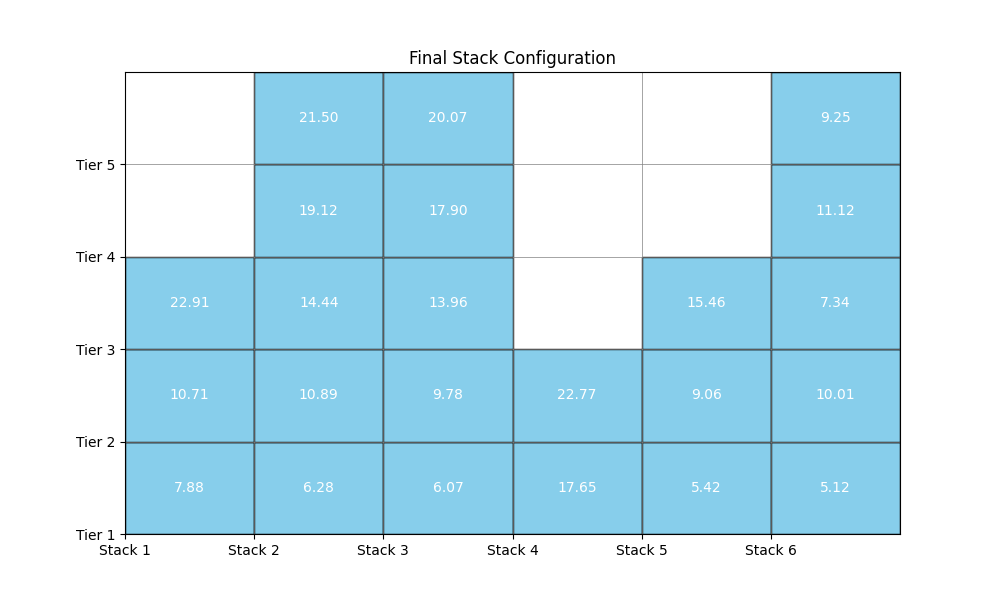 Final Stack Configuration
21.50 20.07 9.25
Tier 5
19.12 17.90 11.12
Tier 4
22.91 14.44 13.96 15.46 7.34
Tier 3
10.71 10.89 9.78 22.77 9.06 10.01
Tier 2
7.88 6.28 6.07 17.65 5.42 5.12
Tier 1
Stack 1 Stack 2 Stack 3 Stack 4 Stack 5 Stack 6